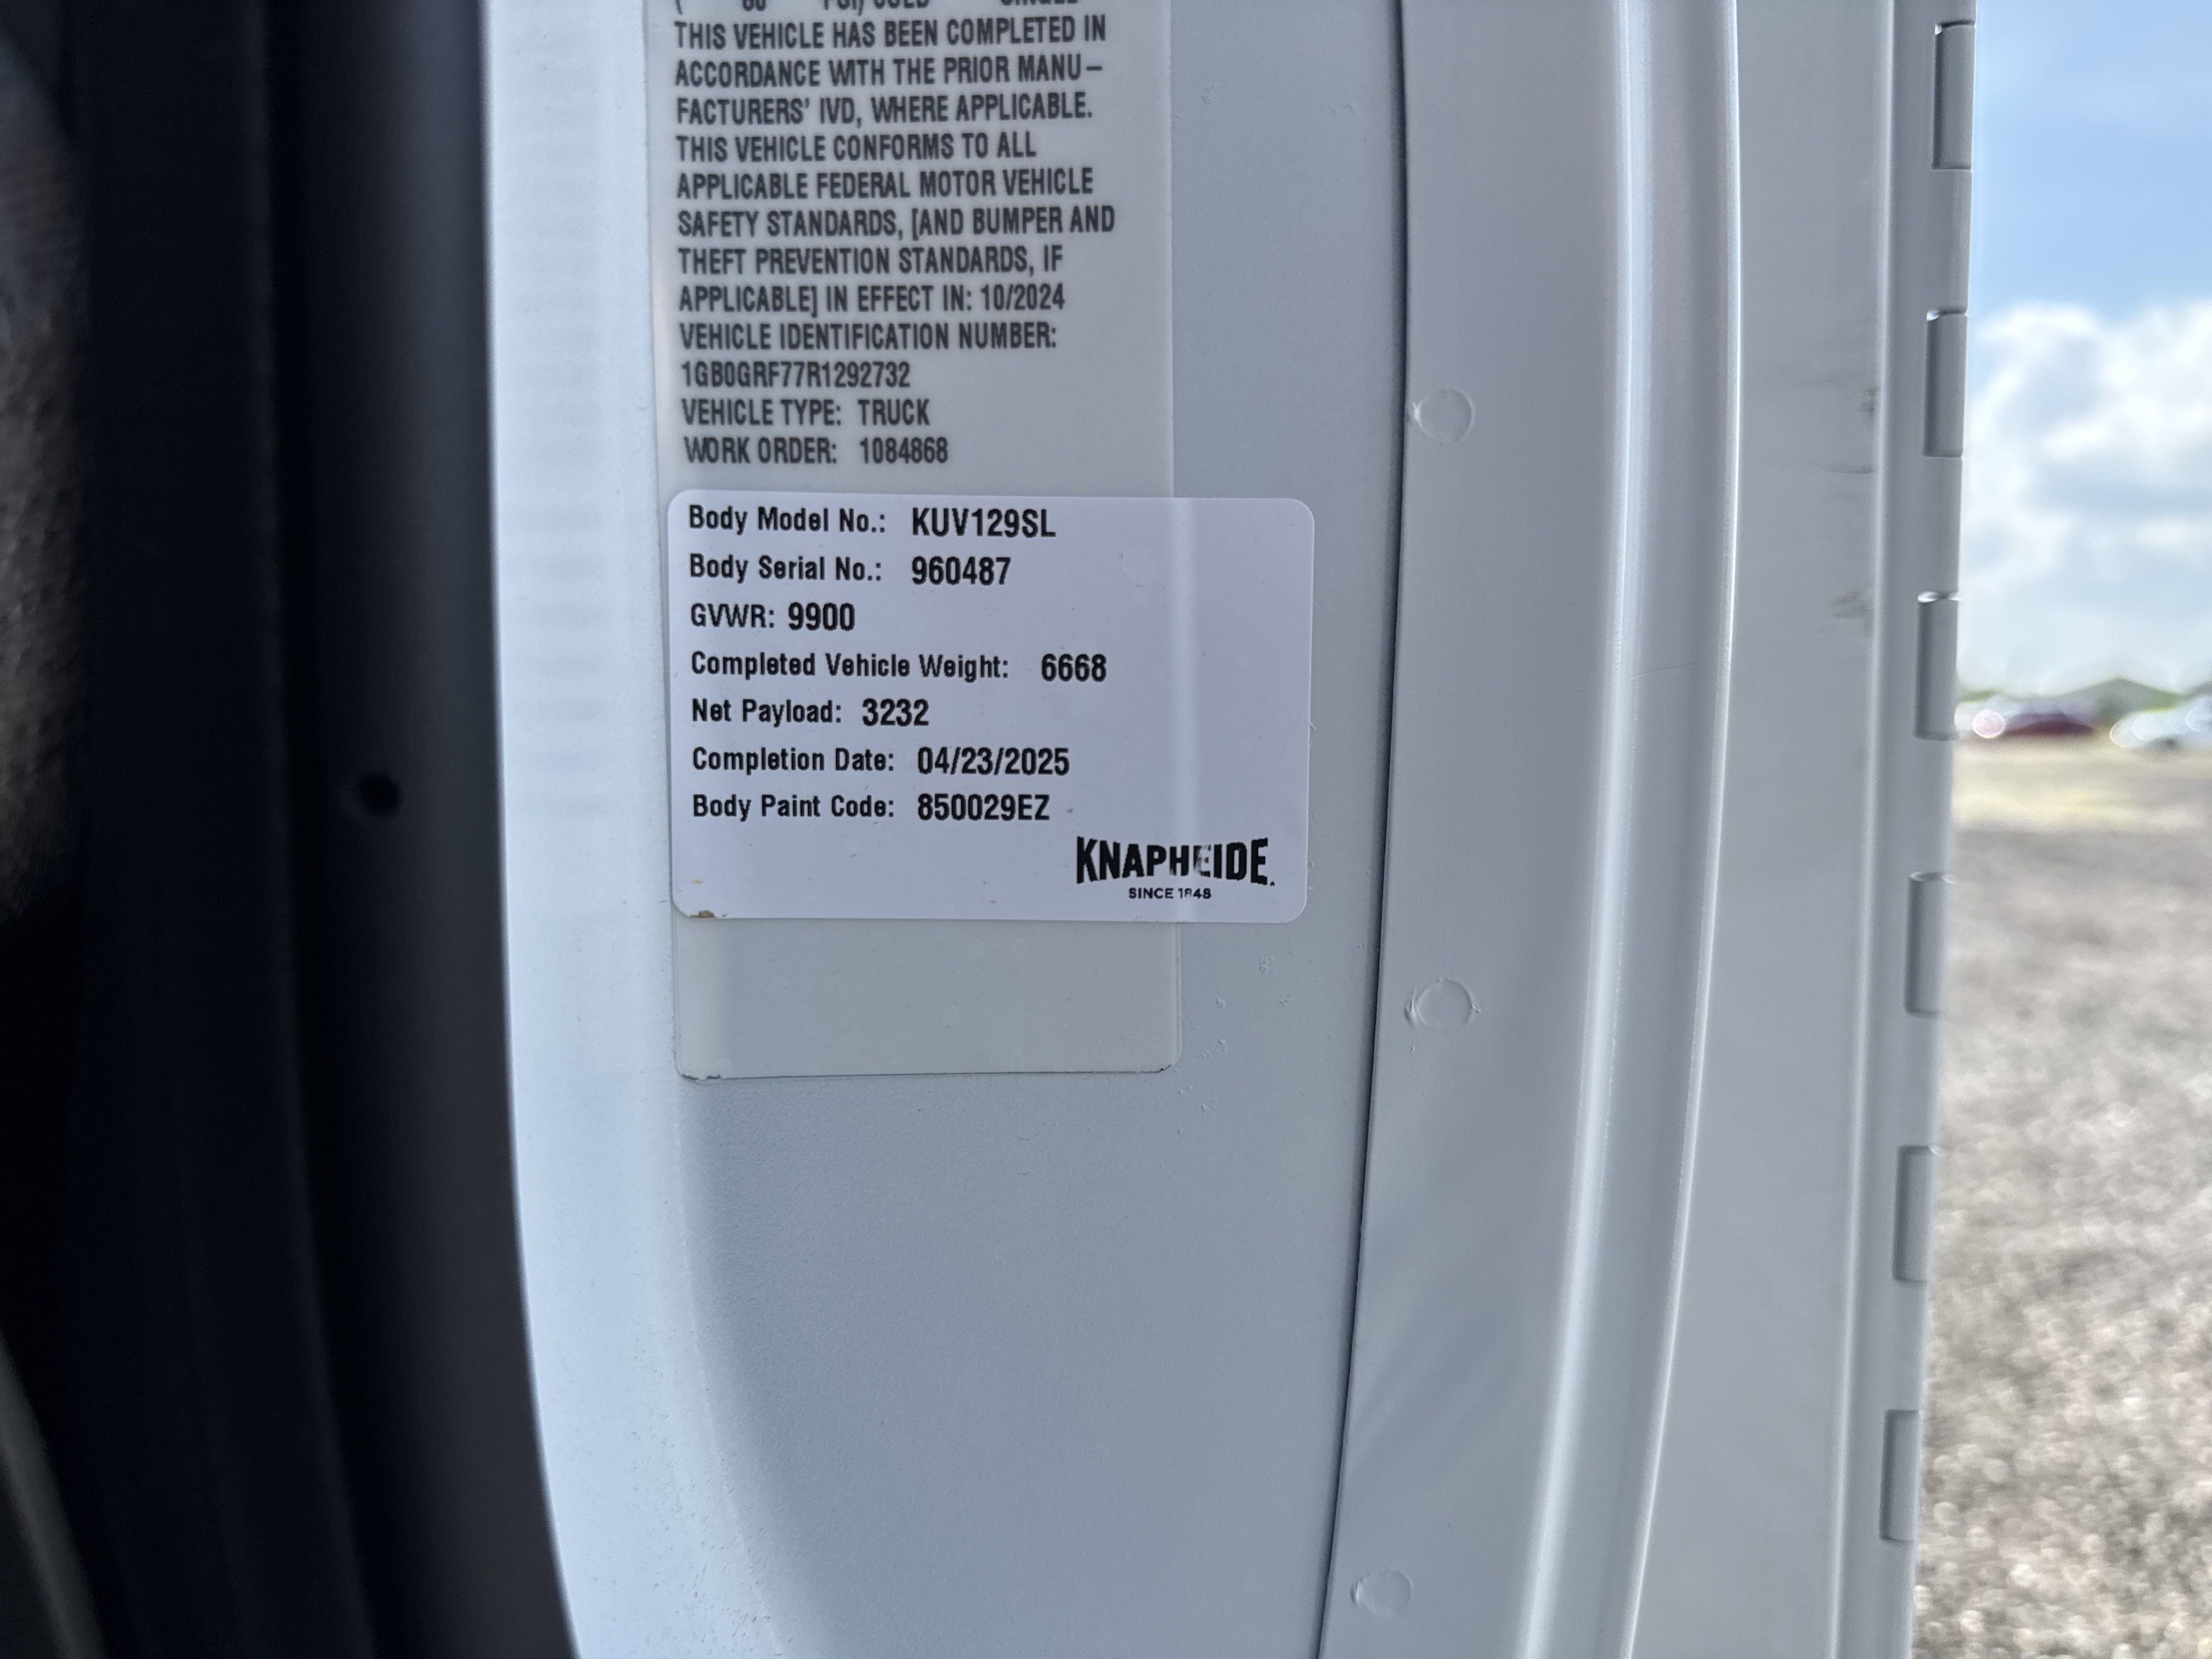 THIS VEHICLE HAS BEEN COMPLETED IN
ACCORDANCE WITH THE PRIOR MANU-
FACTURERS' IVD, WHERE APPLICABLE.
THIS VEHICLE CONFORMS TO ALL
APPLICABLE FEDERAL MOTOR VEHICLE
SAFETY STANDARDS, [AND BUMPER AND
THEFT PREVENTION STANDARDS, IF
APPLICABLE] IN EFFECT IN: 10/2024
VEHICLE IDENTIFICATION NUMBER:
1GB0GRF77R1292732
VEHICLE TYPE: TRUCK
WORK ORDER: 1084868
Body Model No.: KUV129SL
Body Serial No.: 960487
GVWR: 9900
Completed Vehicle Weight: 6668
Net Payload: 3232
Completion Date: 04/23/2025
Body Paint Code: 850029EZ
KNAPHEIDE.
SINCE 1848